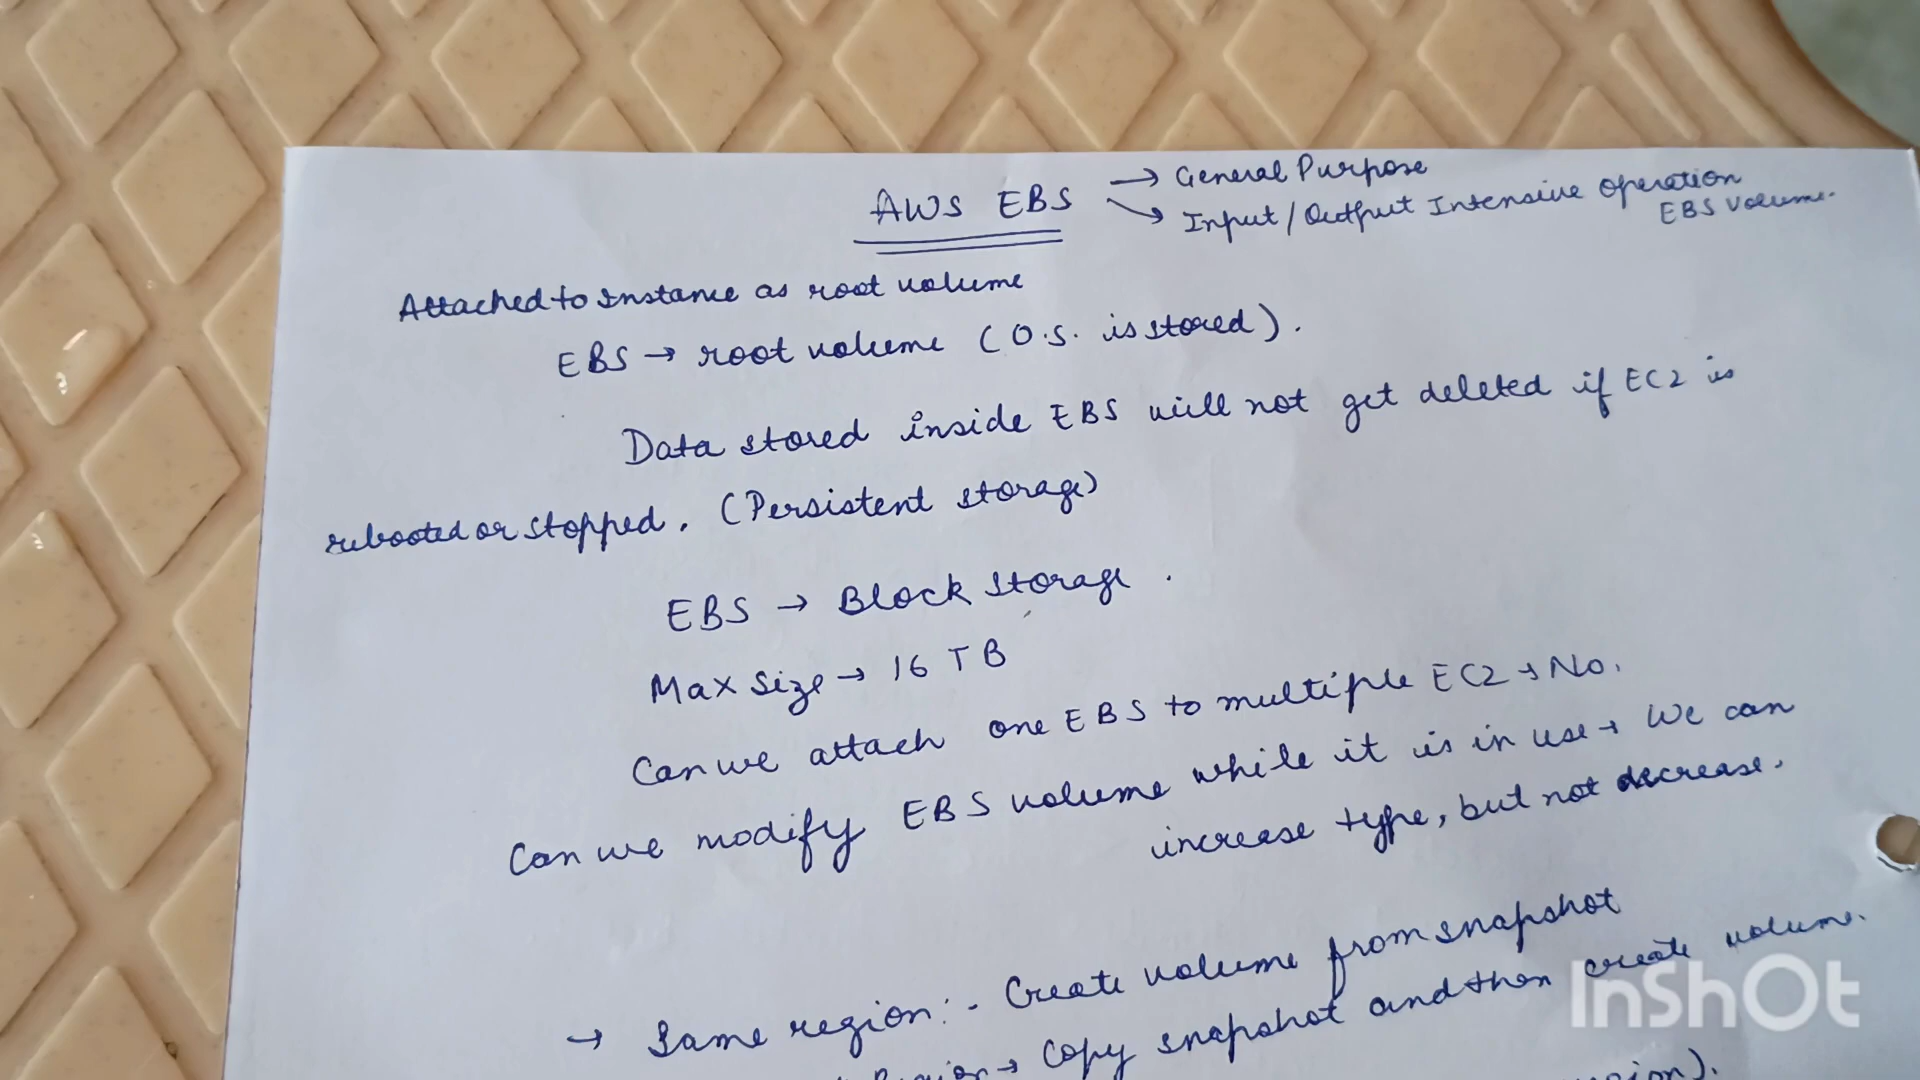 AWS EBS → General Purpose
→ Input/Output Intensive Operation
EBS Volume.
Attached to Instance as root volume
EBS → root volume (O.S. is stored).
Data stored inside EBS will not get deleted if EC2 is
rebooted or stopped. (Persistent storage)
EBS → Block Storage.
Max Size → 16 TB
Can we attach one EBS to multiple EC2 → No.
Can we modify EBS volume while it is in use → We can
increase type, but not decrease.
→ Same region:- Create volume from snapshot
Region → Copy snapshot and then create volume.
InShOt